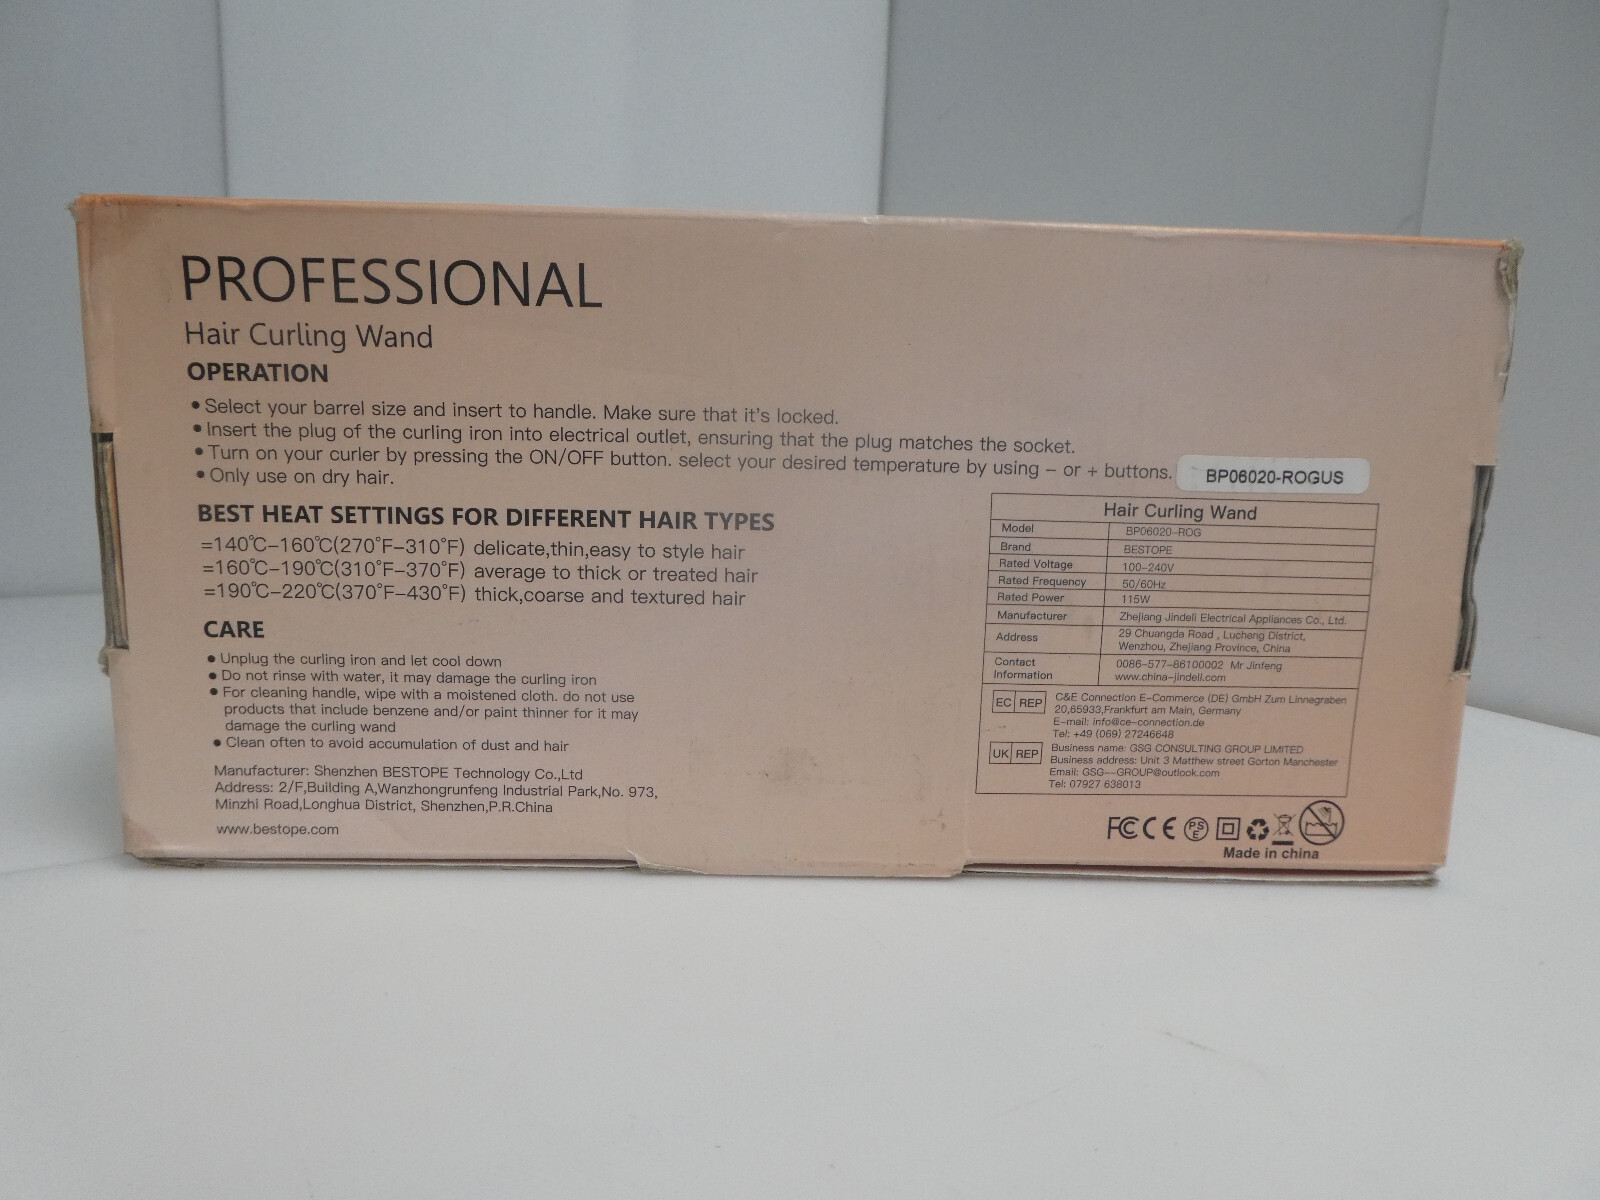 PROFESSIONAL
Hair Curling Wand
OPERATION
• Select your barrel size and insert to handle. Make sure that it's locked.
• Insert the plug of the curling iron into electrical outlet, ensuring that the plug matches the socket.
• Turn on your curler by pressing the ON/OFF button. select your desired temperature by using – or + buttons.
• Only use on dry hair.
BEST HEAT SETTINGS FOR DIFFERENT HAIR TYPES
=140℃–160℃(270°F–310°F) delicate,thin,easy to style hair
=160℃–190℃(310°F–370°F) average to thick or treated hair
=190℃–220℃(370°F–430°F) thick,coarse and textured hair
CARE
• Unplug the curling iron and let cool down
• Do not rinse with water, it may damage the curling iron
• For cleaning handle, wipe with a moistened cloth. do not use
products that include benzene and/or paint thinner for it may
damage the curling wand
• Clean often to avoid accumulation of dust and hair
Manufacturer: Shenzhen BESTOPE Technology Co.,Ltd
Address: 2/F,Building A,Wanzhongrunfeng Industrial Park,No. 973,
Minzhi Road,Longhua District, Shenzhen,P.R.China
www.bestope.com
BP06020-ROGUS
Hair Curling Wand
Model BP06020-ROG
Brand BESTOPE
Rated Voltage 100–240V
Rated Frequency 50/60Hz
Rated Power 115W
Manufacturer Zhejiang Jindeli Electrical Appliances Co., Ltd.
Address 29 Chuangda Road , Lucheng District,
Wenzhou, Zhejiang Province, China
Contact Information 0086-577-86100002 Mr Jinfeng
www.china-jindeli.com
EC REP C&E Connection E-Commerce (DE) GmbH Zum Linnegraben
20,65933,Frankfurt am Main, Germany
E-mail: info@ce-connection.de
Tel: +49 (069) 27246648
UK REP Business name: GSG CONSULTING GROUP LIMITED
Business address: Unit 3 Matthew street Gorton Manchester
Email: GSG--GROUP@outlook.com
Tel: 07927 638013
FC CE PSE
Made in china